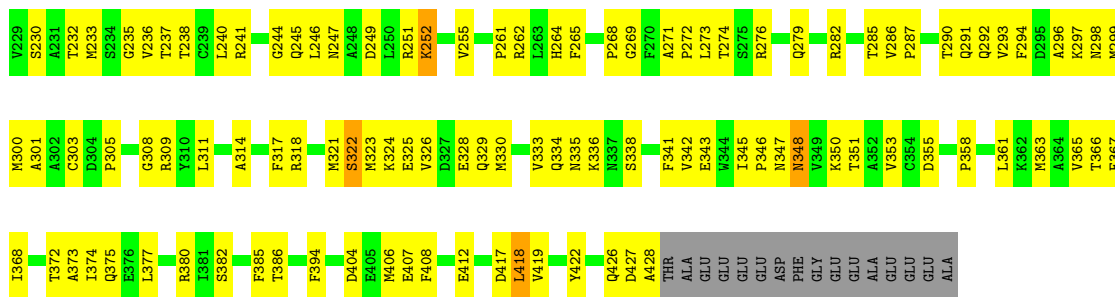 V229 S230 A231 T232 M233 S234 G235 V236 T237 T238 C239 L240 R241 G244 Q245 L246 N247 A248 D249 L250 R251 K252 V255 P261 R262 L263 H264 F265 P268 G269 F270 A271 P272 L273 T274 S275 R276 Q279 R282 T285 V286 P287 T290 Q291 Q292 V293 F294 D295 A296 K297 N298 M299
M300 A301 A302 C303 D304 P305 G308 R309 Y310 L311 A314 F317 R318 M321 S322 M323 K324 E325 V326 D327 E328 Q329 M330 V333 Q334 N335 K336 N337 S338 F341 V342 E343 W344 I345 P346 N347 N348 V349 K350 T351 A352 V353 C354 D355 P358 L361 K362 M363 A364 V365 T366 F367
I368 T372 A373 I374 Q375 E376 L377 R380 I381 S382 F385 T386 F394 D404 E405 M406 E407 F408 E412 D417 L418 V419 Y422 Q426 D427 A428 THR ALA GLU GLU GLU GLU ASP PHE GLY GLU GLU ALA GLU GLU GLU ALA